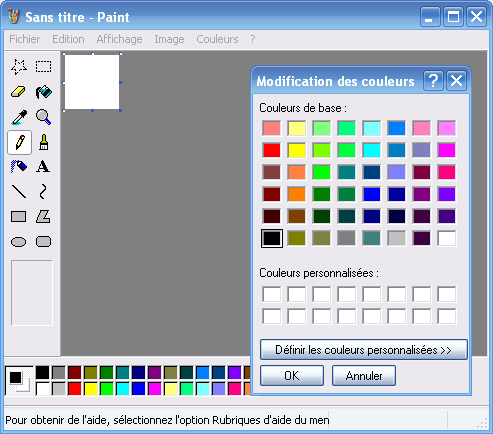 Sans titre - Paint
Fichier Edition Affichage Image Couleurs ?
Modification des couleurs ?
Couleurs de base :
A
Couleurs personnalisées :
Définir les couleurs personnalisées >>
OK Annuler
Pour obtenir de l'aide, sélectionnez l'option Rubriques d'aide du men